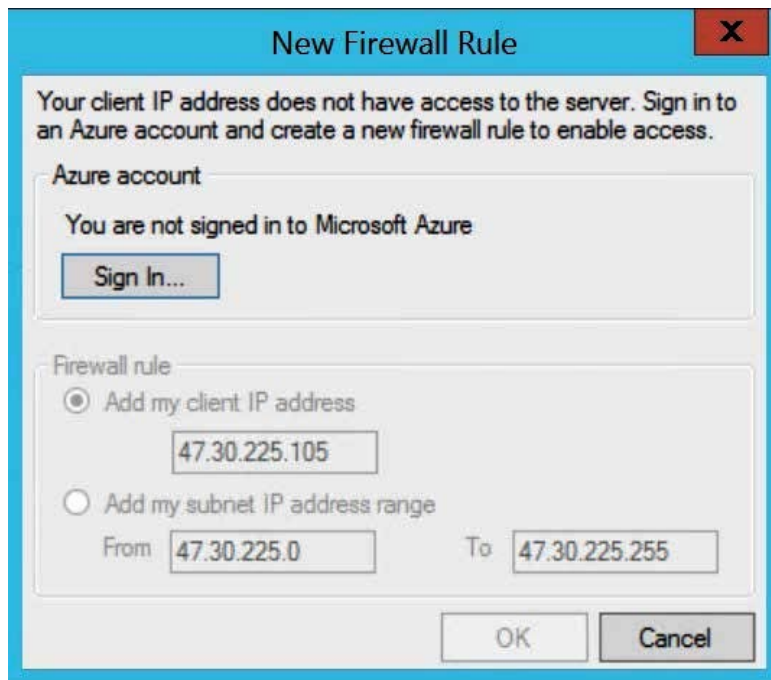 New Firewall Rule
X
Your client IP address does not have access to the server. Sign in to
an Azure account and create a new firewall rule to enable access.
Azure account
You are not signed in to Microsoft Azure
Sign In...
Firewall rule
Add my client IP address
47.30.225.105
Add my subnet IP address range
From 47.30.225.0 To 47.30.225.255
OK Cancel